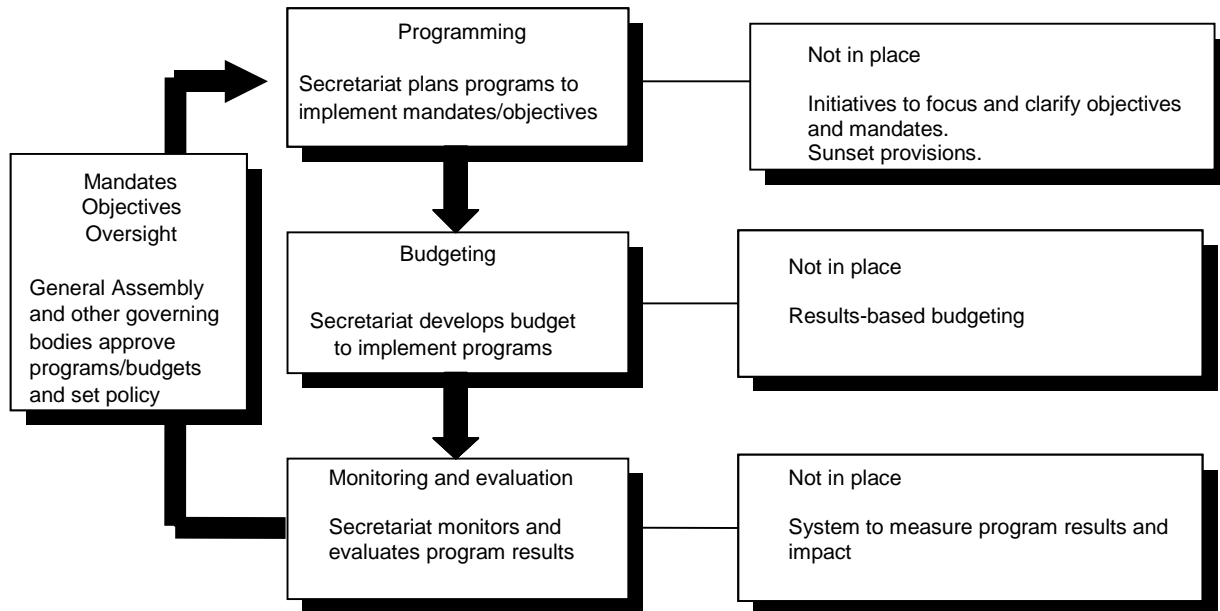 Programming
Secretariat plans programs to
implement mandates/objectives
Not in place
Initiatives to focus and clarify objectives
and mandates.
Sunset provisions.
Mandates
Objectives
Oversight
General Assembly
and other governing
bodies approve
programs/budgets
and set policy
Budgeting
Secretariat develops budget
to implement programs
Not in place
Results-based budgeting
Monitoring and evaluation
Secretariat monitors and
evaluates program results
Not in place
System to measure program results and
impact